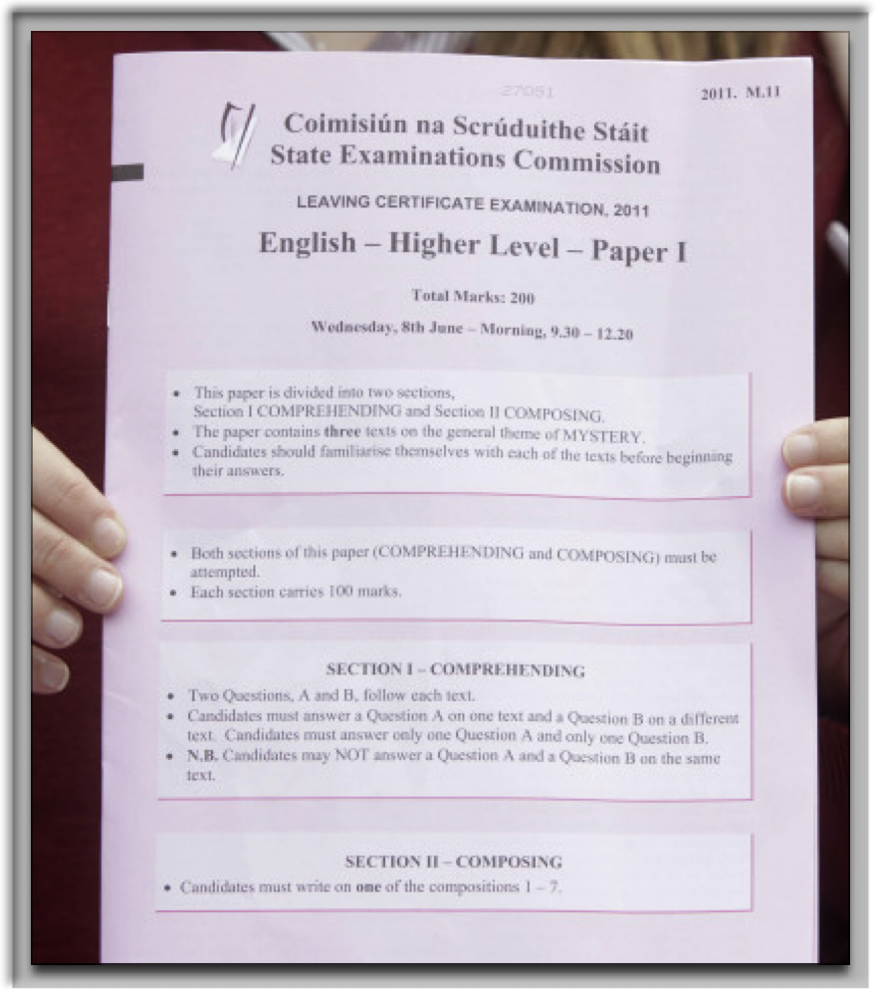 27051
2011. M.11
Coimisiún na Scrúduithe Stáit
State Examinations Commission
LEAVING CERTIFICATE EXAMINATION, 2011
English – Higher Level – Paper I
Total Marks: 200
Wednesday, 8th June – Morning, 9.30 – 12.20
• This paper is divided into two sections,
Section I COMPREHENDING and Section II COMPOSING.
• The paper contains three texts on the general theme of MYSTERY.
• Candidates should familiarise themselves with each of the texts before beginning
their answers.
• Both sections of this paper (COMPREHENDING and COMPOSING) must be
attempted.
• Each section carries 100 marks.
SECTION I – COMPREHENDING
• Two Questions, A and B, follow each text.
• Candidates must answer a Question A on one text and a Question B on a different
text. Candidates must answer only one Question A and only one Question B.
• N.B. Candidates may NOT answer a Question A and a Question B on the same
text.
SECTION II – COMPOSING
• Candidates must write on one of the compositions 1 – 7.